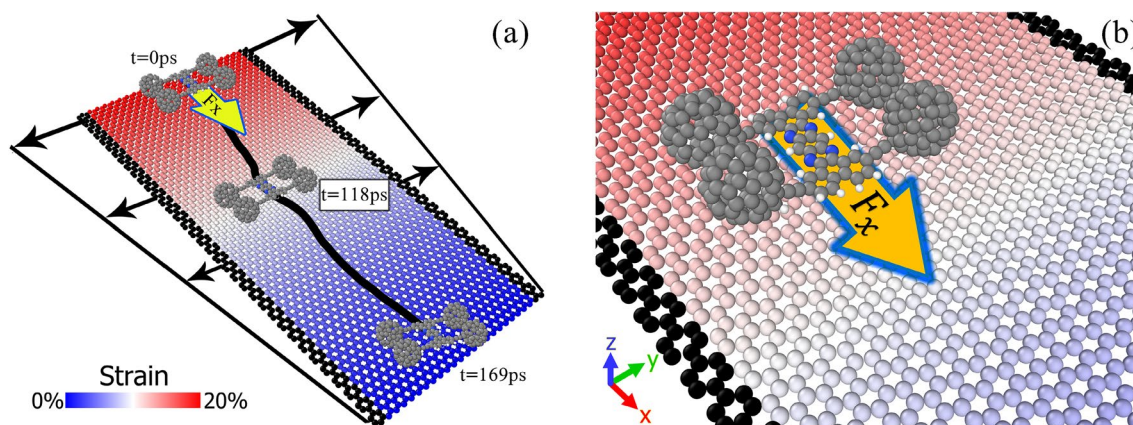 (a)
t=0ps
Fx
t=118ps
t=169ps
Strain
0% 20%
(b)
Fx
z
y
x